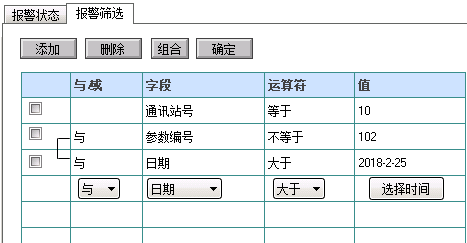 报警状态 报警筛选
添加 删除 组合 确定
与/或 字段 运算符 值
通讯站号 等于 10
与 参数编号 不等于 102
与 日期 大于 2018-2-25
与 日期 大于 选择时间